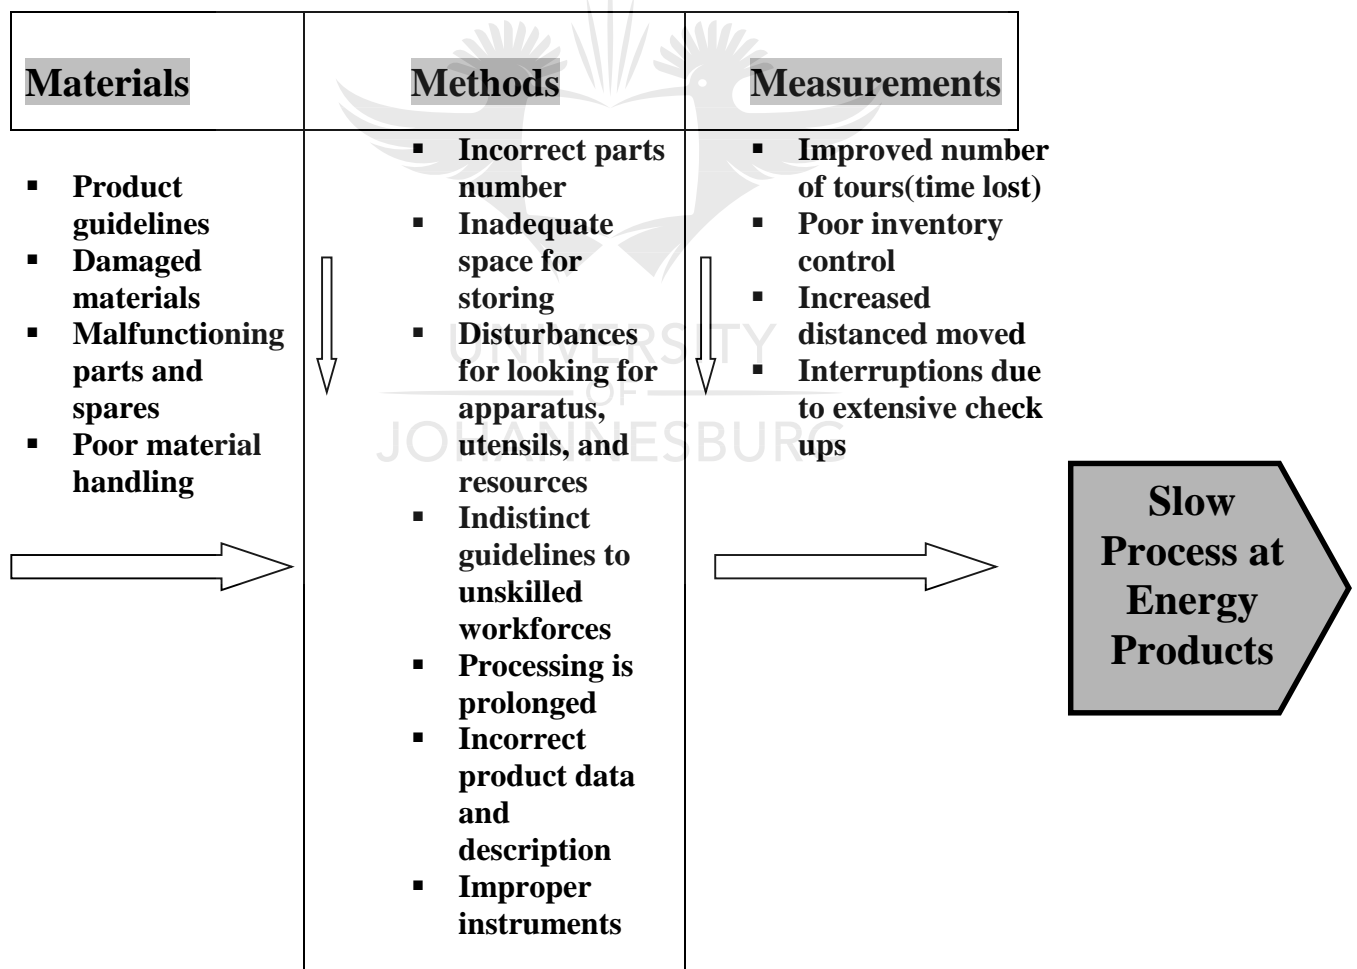 Materials
Methods
Measurements
▪ Product
guidelines
▪ Damaged
materials
▪ Malfunctioning
parts and
spares
▪ Poor material
handling
▪ Incorrect parts
number
▪ Inadequate
space for
storing
▪ Disturbances
for looking for
apparatus,
utensils, and
resources
▪ Indistinct
guidelines to
unskilled
workforces
▪ Processing is
prolonged
▪ Incorrect
product data
and
description
▪ Improper
instruments
▪ Improved number
of tours(time lost)
▪ Poor inventory
control
▪ Increased
distanced moved
▪ Interruptions due
to extensive check
ups
Slow
Process at
Energy
Products
UNIVERSITY
OF
JOHANNESBURG